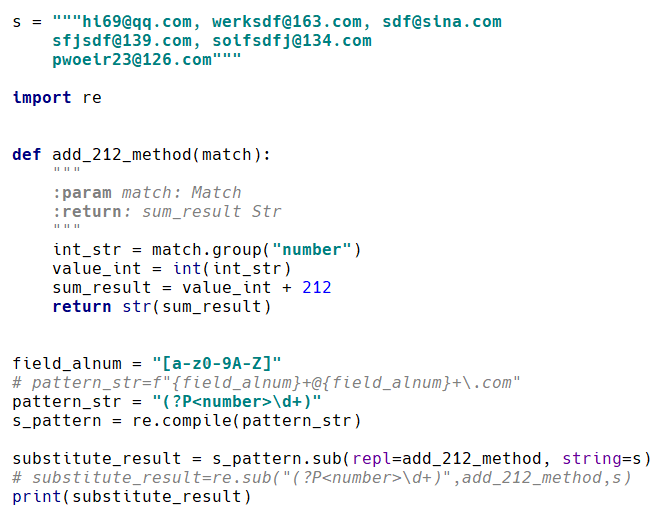 s = """hi69@qq.com, werksdf@163.com, sdf@sina.com
    sfjsdf@139.com, soifsdfj@134.com
    pwoeir23@126.com"""

import re


def add_212_method(match):
    """
    :param match: Match
    :return: sum_result Str
    """
    int_str = match.group("number")
    value_int = int(int_str)
    sum_result = value_int + 212
    return str(sum_result)


field_alnum = "[a-z0-9A-Z]"
# pattern_str=f"{field_alnum}+@{field_alnum}+\.com"
pattern_str = "(?P<number>\d+)"
s_pattern = re.compile(pattern_str)

substitute_result = s_pattern.sub(repl=add_212_method, string=s)
# substitute_result=re.sub("(?P<number>\d+)",add_212_method,s)
print(substitute_result)